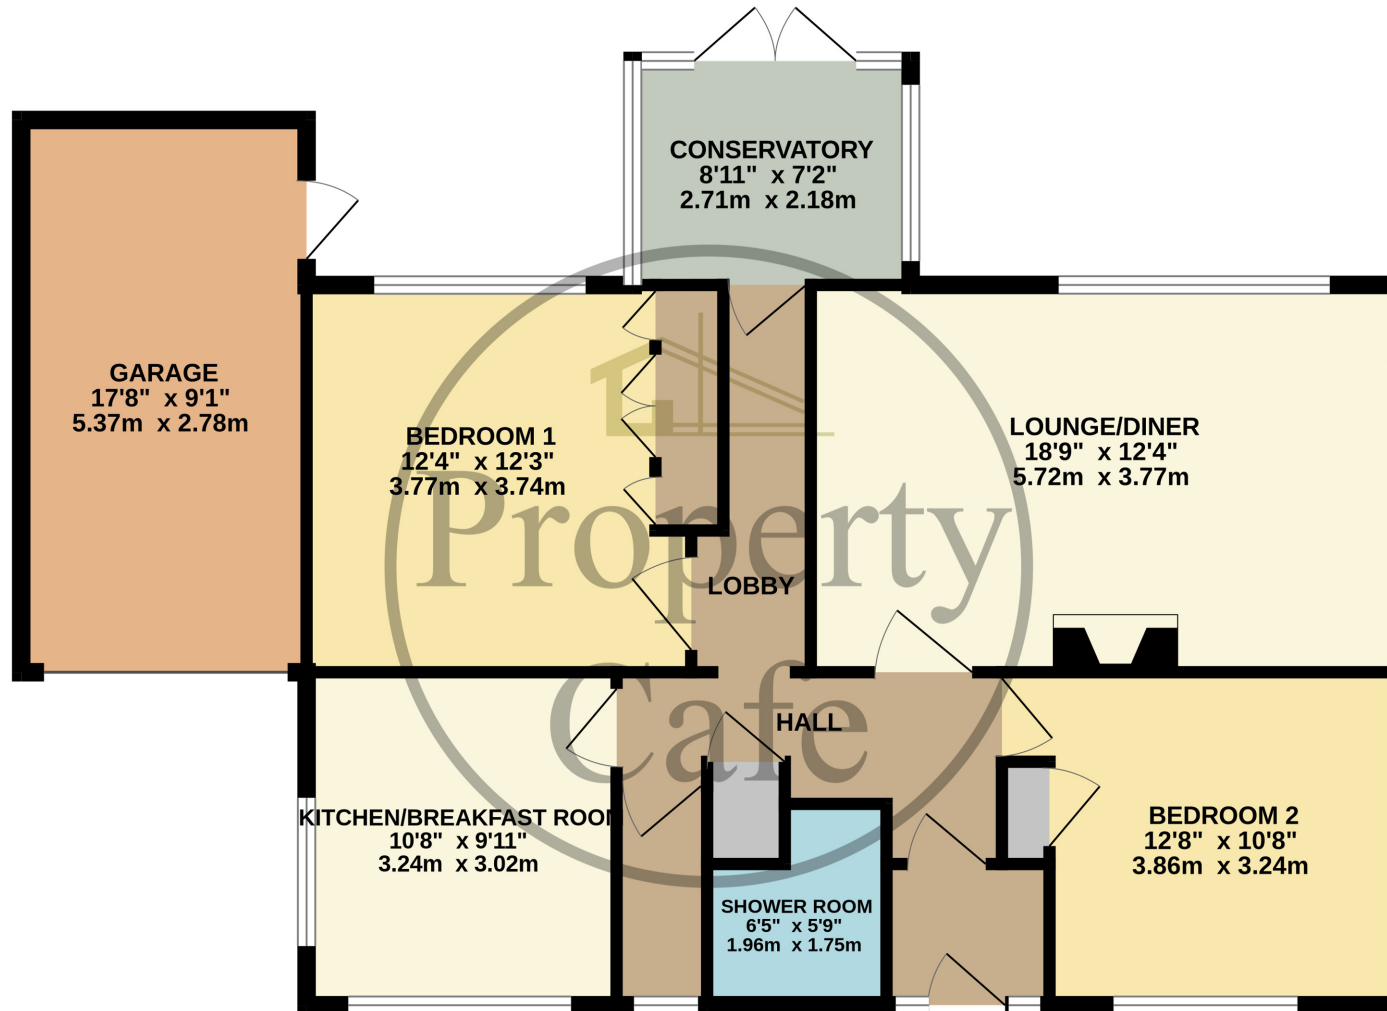 CONSERVATORY
8'11" x 7'2"
2.71m x 2.18m
GARAGE
17'8" x 9'1"
5.37m x 2.78m
BEDROOM 1
12'4" x 12'3"
3.77m x 3.74m
LOUNGE/DINER
18'9" x 12'4"
5.72m x 3.77m
Property
Cafe
LOBBY
HALL
KITCHEN/BREAKFAST ROOM
10'8" x 9'11"
3.24m x 3.02m
BEDROOM 2
12'8" x 10'8"
3.86m x 3.24m
SHOWER ROOM
6'5" x 5'9"
1.96m x 1.75m